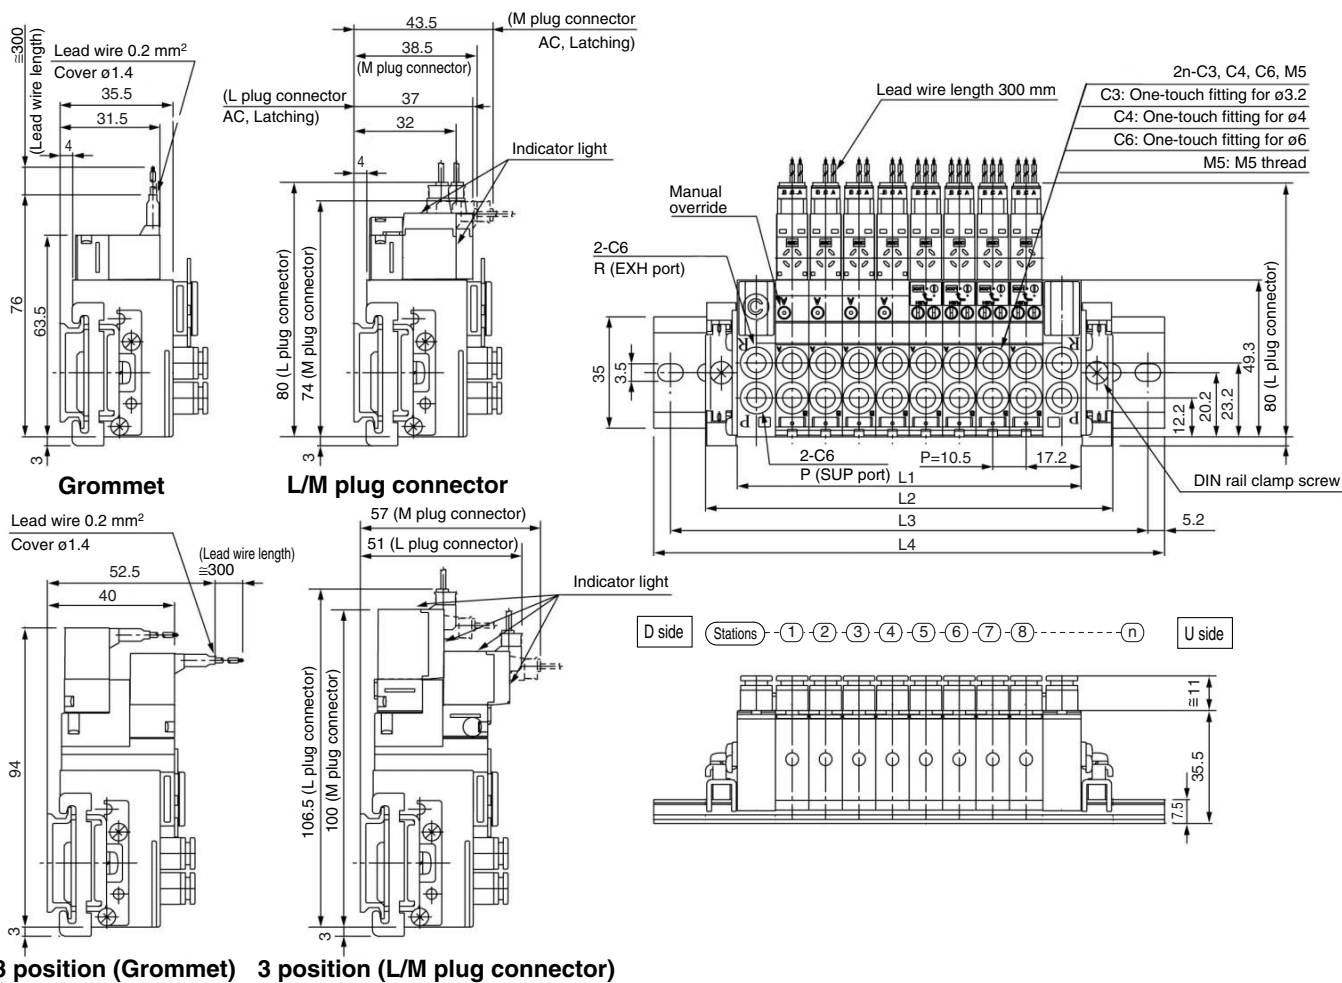 ≅300
(Lead wire length)
Lead wire 0.2 mm²
Cover ø1.4
35.5
31.5
4
76
63.5
3
Grommet
43.5
(M plug connector
AC, Latching)
38.5
(M plug connector)
(L plug connector
AC, Latching)
37
32
4
Indicator light
80 (L plug connector)
74 (M plug connector)
3
L/M plug connector
Lead wire length 300 mm
2n-C3, C4, C6, M5
C3: One-touch fitting for ø3.2
C4: One-touch fitting for ø4
C6: One-touch fitting for ø6
M5: M5 thread
Manual
override
2-C6
R (EXH port)
35
3.5
2-C6
P (SUP port)
P=10.5
17.2
12.2
20.2
23.2
49.3
80 (L plug connector)
DIN rail clamp screw
L1
L2
L3
5.2
L4
Lead wire 0.2 mm²
Cover ø1.4
(Lead wire length)
52.5
≅300
40
94
3
3 position (Grommet)
57 (M plug connector)
51 (L plug connector)
Indicator light
106.5 (L plug connector)
100 (M plug connector)
3
3 position (L/M plug connector)
D side
Stations
1 2 3 4 5 6 7 8 n
U side
≅11
35.5
7.5